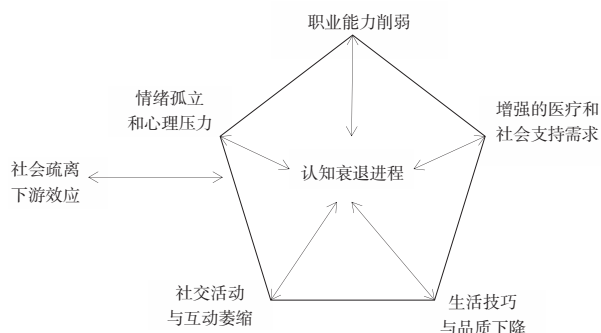 职业能力削弱
情绪孤立
和心理压力
增强的医疗和
社会支持需求
社会疏离
下游效应
认知衰退进程
社交活动
与互动萎缩
生活技巧
与品质下降